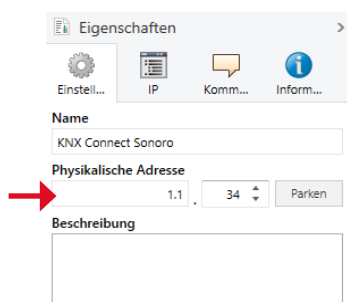 Eigenschaften
Einstell... IP Komm... Inform...
Name
KNX Connect Sonoro
Physikalische Adresse
1.1 . 34 Parken
Beschreibung